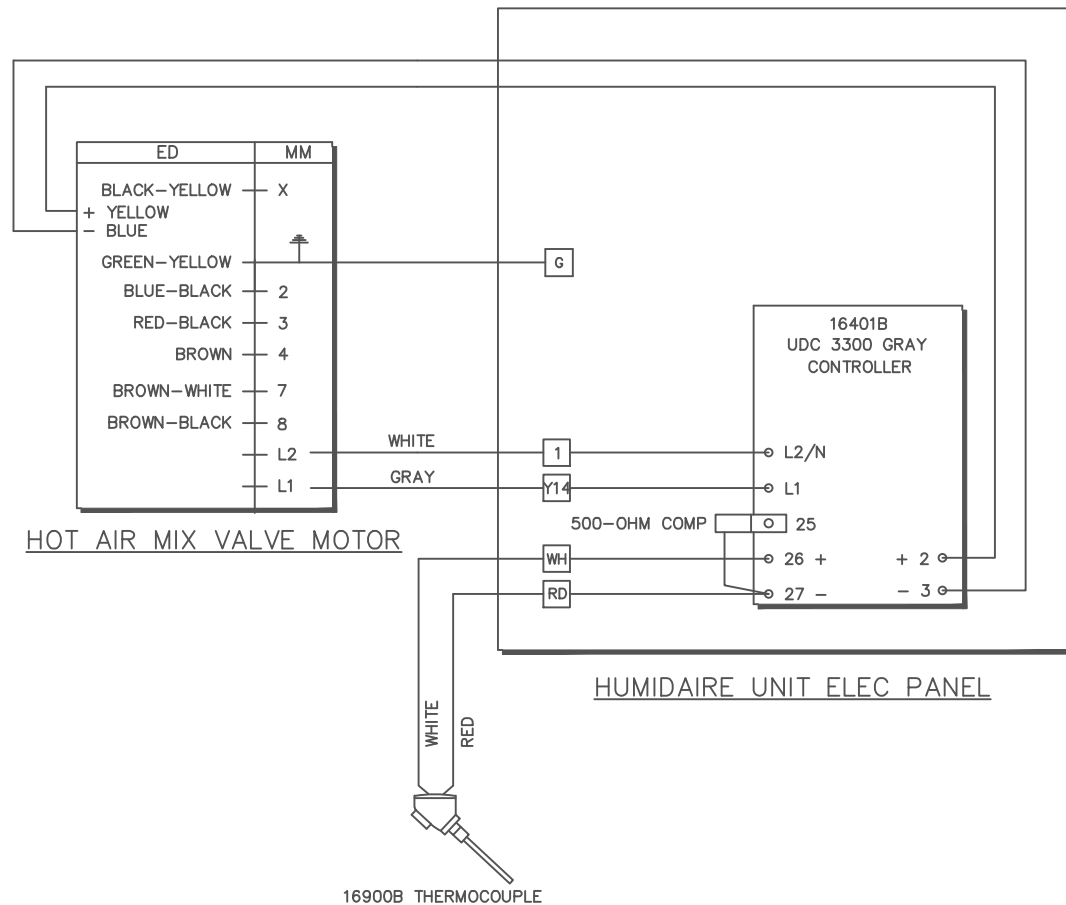 ED MM
BLACK-YELLOW X
+ YELLOW
- BLUE
GREEN-YELLOW G
BLUE-BLACK 2
RED-BLACK 3
BROWN 4
BROWN-WHITE 7
BROWN-BLACK 8
L2 WHITE 1 L2/N
L1 GRAY Y14 L1
HOT AIR MIX VALVE MOTOR
16401B
UDC 3300 GRAY
CONTROLLER
500-OHM COMP 25
WH 26 + + 2
RD 27 - - 3
HUMIDAIRE UNIT ELEC PANEL
WHITE
RED
16900B THERMOCOUPLE